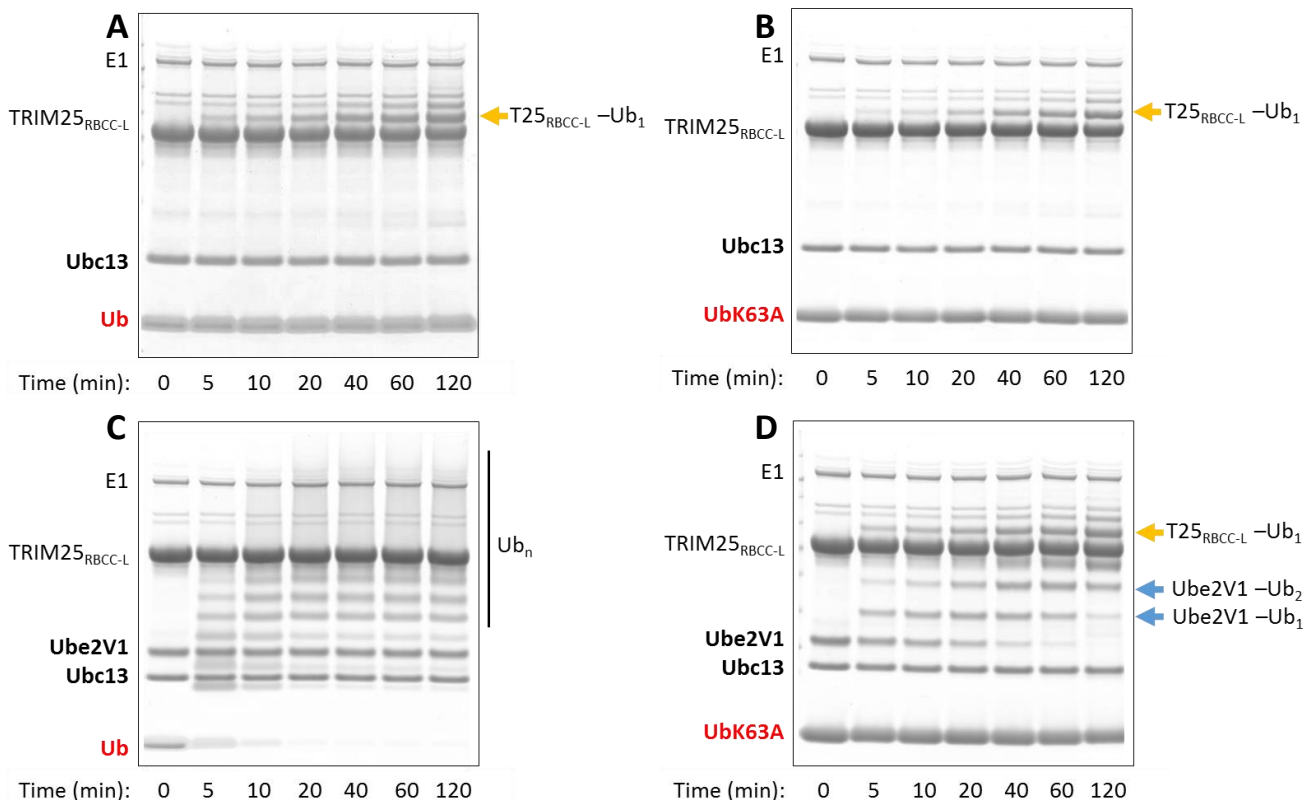 A
E1
TRIM25RBCC-L
T25RBCC-L –Ub1
Ubc13
Ub
Time (min): 0 5 10 20 40 60 120
B
E1
TRIM25RBCC-L
T25RBCC-L –Ub1
Ubc13
UbK63A
Time (min): 0 5 10 20 40 60 120
C
E1
TRIM25RBCC-L
Ubn
Ube2V1
Ubc13
Ub
Time (min): 0 5 10 20 40 60 120
D
E1
TRIM25RBCC-L
T25RBCC-L –Ub1
Ube2V1 –Ub2
Ube2V1 –Ub1
Ube2V1
Ubc13
UbK63A
Time (min): 0 5 10 20 40 60 120